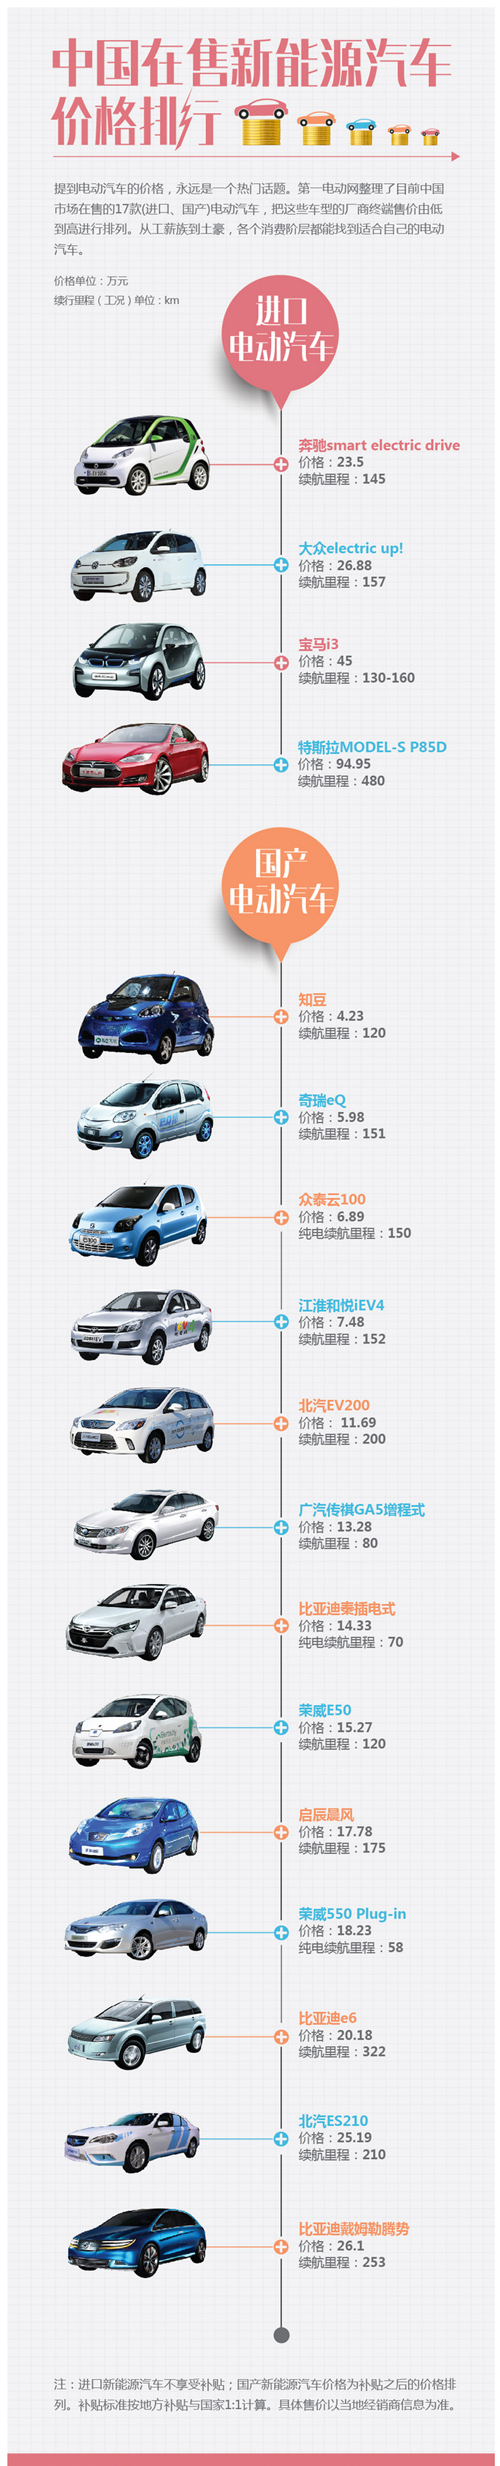 中国在售新能源汽车
价格排行
提到电动汽车的价格，永远是一个热门话题。第一电动网整理了目前中国
市场在售的17款(进口、国产)电动汽车，把这些车型的厂商终端售价由低
到高进行排列。从工薪族到土豪，各个消费阶层都能找到适合自己的电动
汽车。
价格单位：万元
续行里程（工况）单位：km
进口
电动汽车
奔驰smart electric drive
价格：23.5
续航里程：145
大众electric up!
价格：26.88
续航里程：157
宝马i3
价格：45
续航里程：130-160
特斯拉MODEL-S P85D
价格：94.95
续航里程：480
国产
电动汽车
知豆
价格：4.23
续航里程：120
奇瑞eQ
价格：5.98
续航里程：151
众泰云100
价格：6.89
纯电续航里程：150
江淮和悦iEV4
价格：7.48
续航里程：152
北汽EV200
价格： 11.69
续航里程：200
广汽传祺GA5增程式
价格：13.28
续航里程：80
比亚迪秦插电式
价格：14.33
纯电续航里程：70
荣威E50
价格：15.27
续航里程：120
启辰晨风
价格：17.78
续航里程：175
荣威550 Plug-in
价格：18.23
纯电续航里程：58
比亚迪e6
价格：20.18
续航里程：322
北汽ES210
价格：25.19
续航里程：210
比亚迪戴姆勒腾势
价格：26.1
续航里程：253
注：进口新能源汽车不享受补贴；国产新能源汽车价格为补贴之后的价格排
列。补贴标准按地方补贴与国家1:1计算。具体售价以当地经销商信息为准。